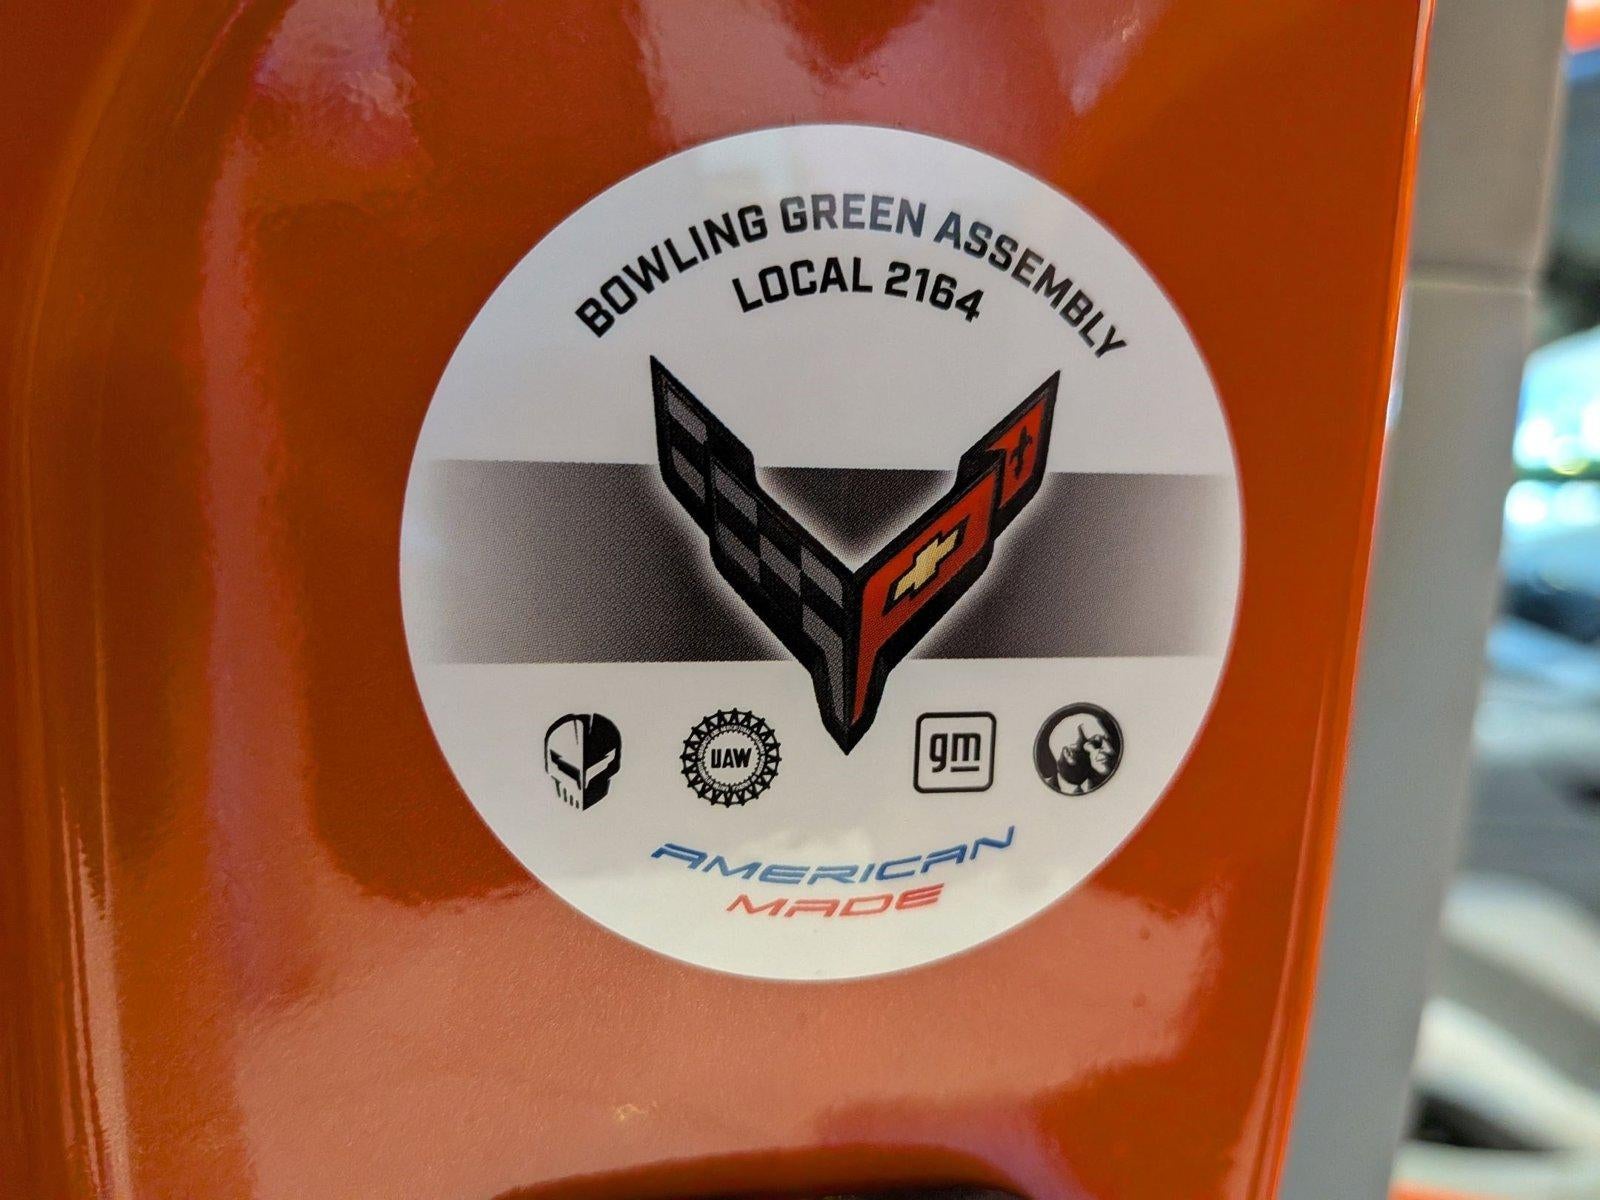 BOWLING GREEN ASSEMBLY
LOCAL 2164
UAW
gm
AMERICAN
MADE